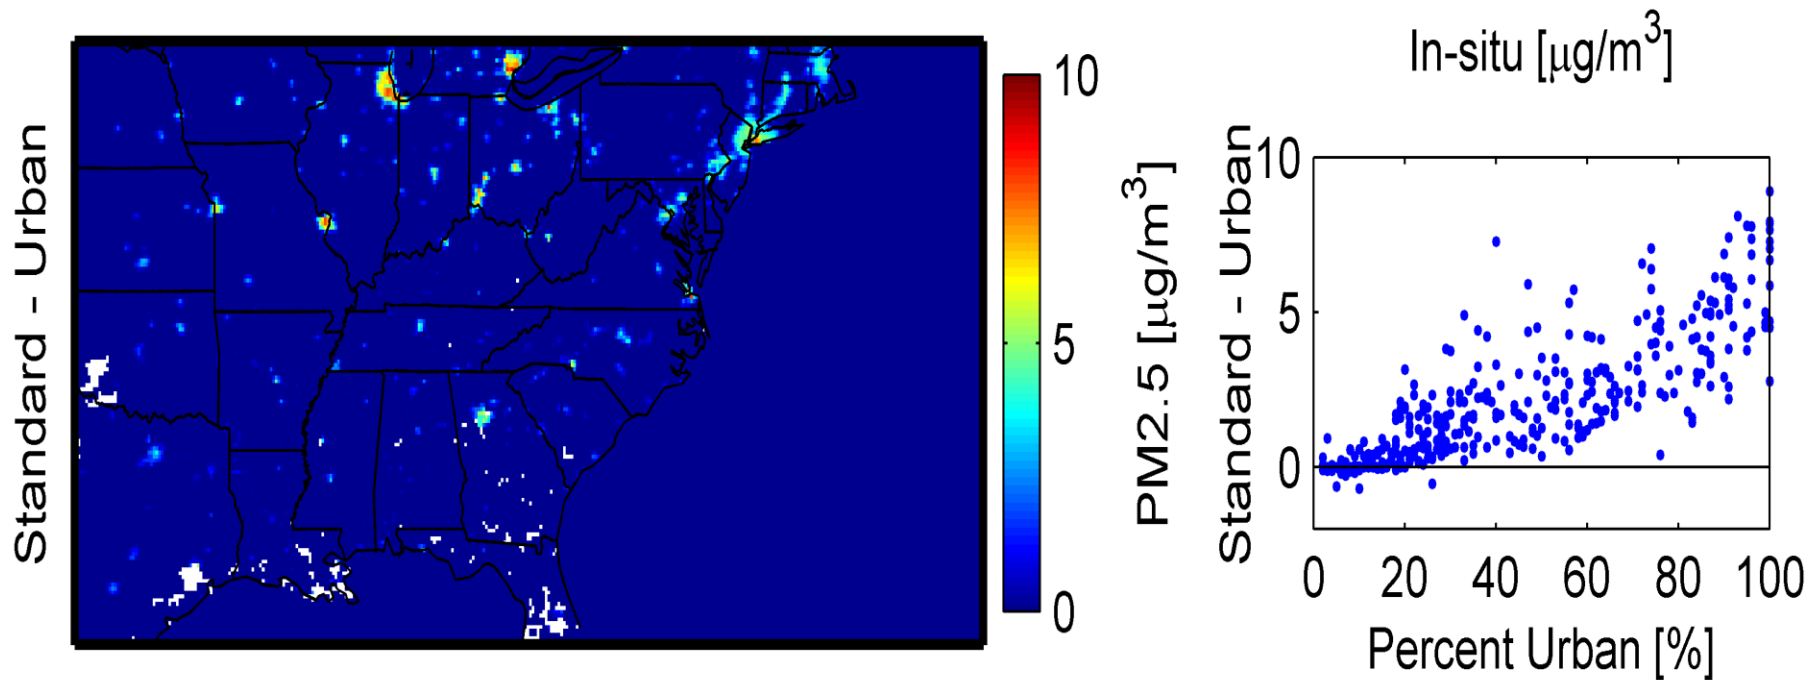 Standard - Urban
10
5
0
PM2.5 [μg/m³]
In-situ [μg/m³]
Standard - Urban
10
5
0
0 20 40 60 80 100
Percent Urban [%]